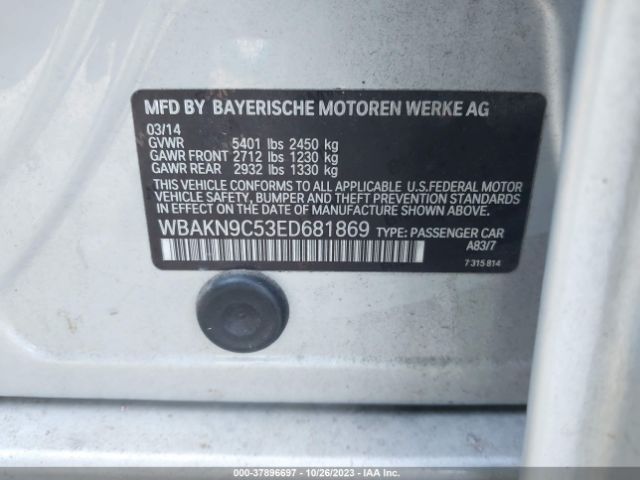 MFD BY BAYERISCHE MOTOREN WERKE AG
03/14
GVWR 5401 lbs 2450 kg
GAWR FRONT 2712 lbs 1230 kg
GAWR REAR 2932 lbs 1330 kg
THIS VEHICLE CONFORMS TO ALL APPLICABLE U.S. FEDERAL MOTOR
VEHICLE SAFETY, BUMPER AND THEFT PREVENTION STANDARDS
IN EFFECT ON THE DATE OF MANUFACTURE SHOWN ABOVE.
WBAKN9C53ED681869 TYPE: PASSENGER CAR
A83/7
7 315 814
000-37896697 - 10/26/2023 - IAA Inc.